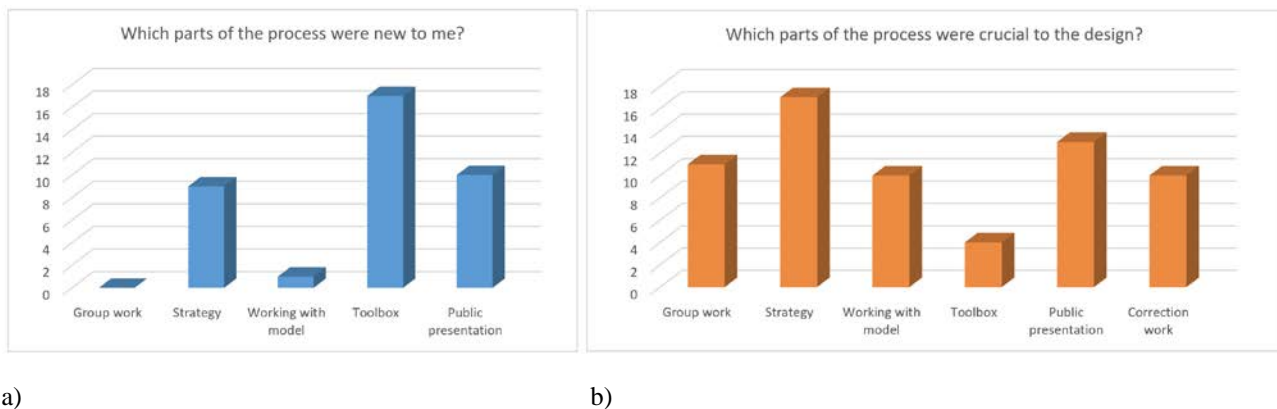 Which parts of the process were new to me?
18
16
14
12
10
8
6
4
2
0
Group work
Strategy
Working with
model
Toolbox
Public
presentation
Which parts of the process were crucial to the design?
18
16
14
12
10
8
6
4
2
0
Group work
Strategy
Working with
model
Toolbox
Public
presentation
Correction
work
a)
b)